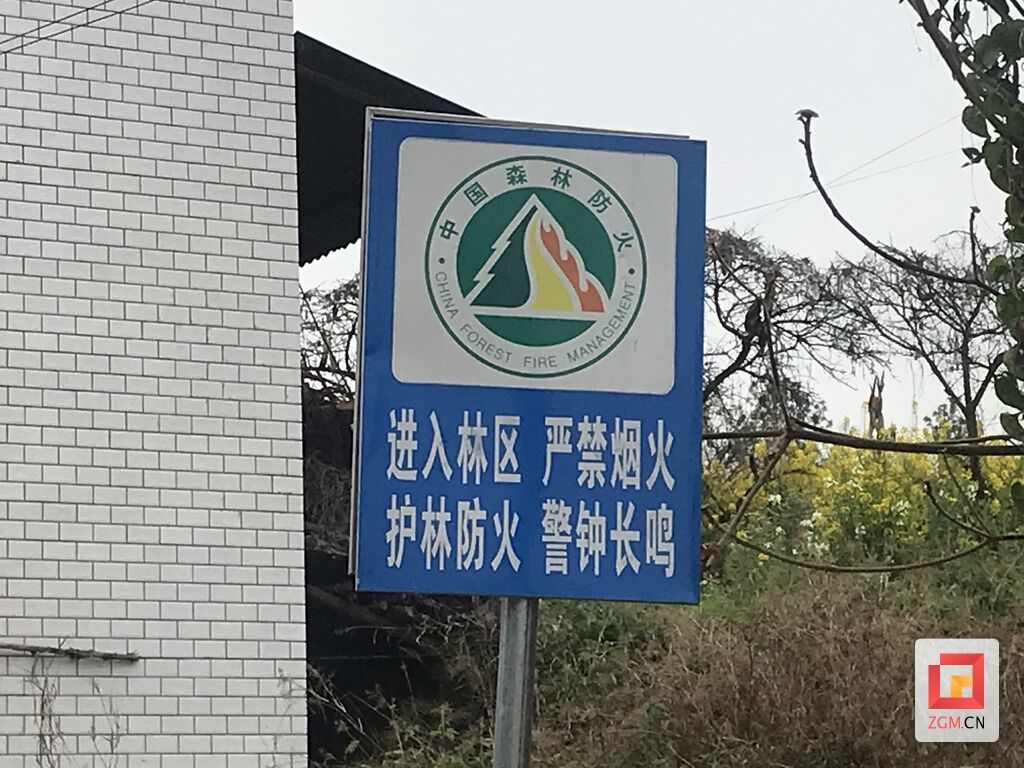 中国森林防火
CHINA FOREST FIRE MANAGEMENT
进入林区 严禁烟火
护林防火 警钟长鸣
ZGM.CN